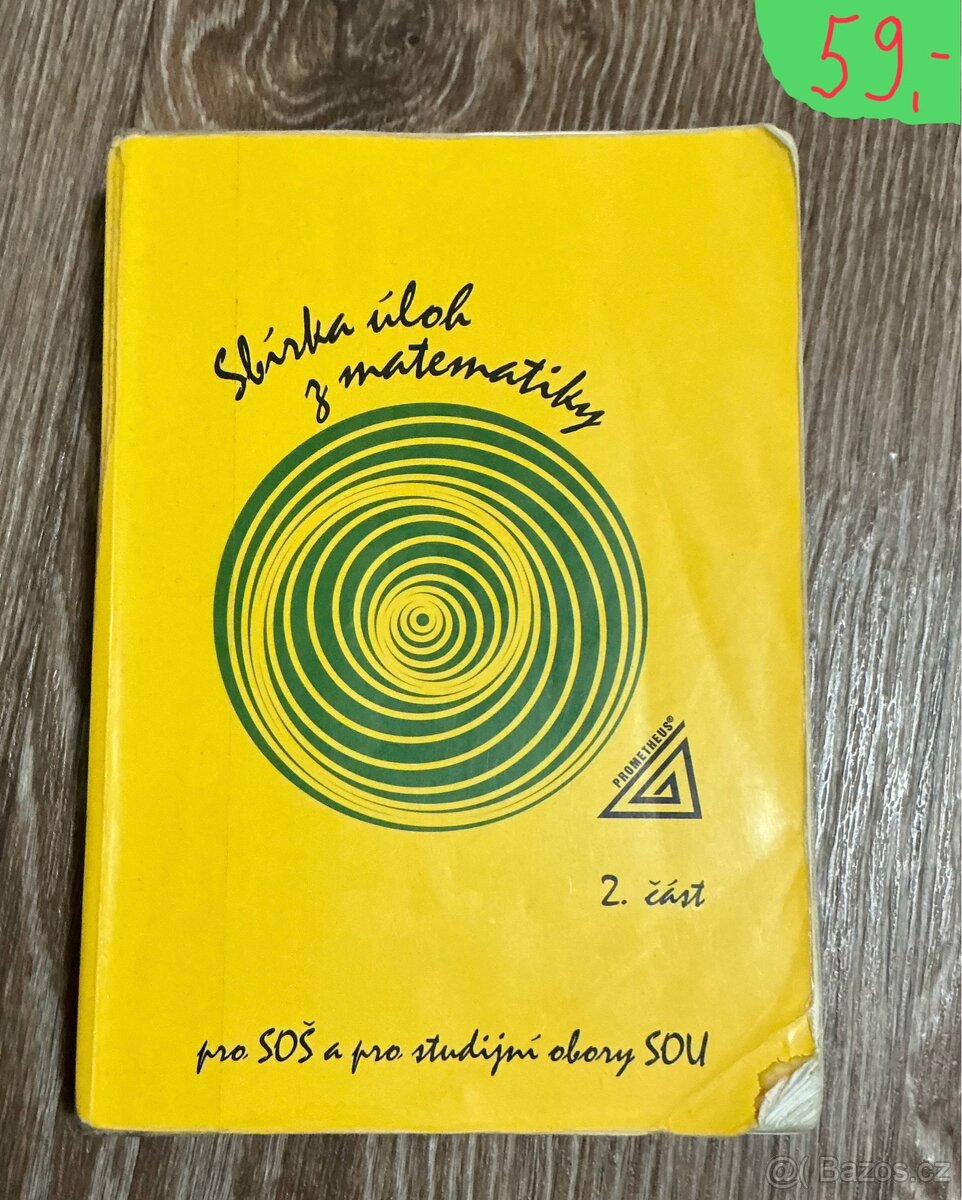 59,-
Sbírka úloh
z matematiky
PROMETHEUS®
2. část
pro SOŠ a pro studijní obory SOU
Bazos.cz